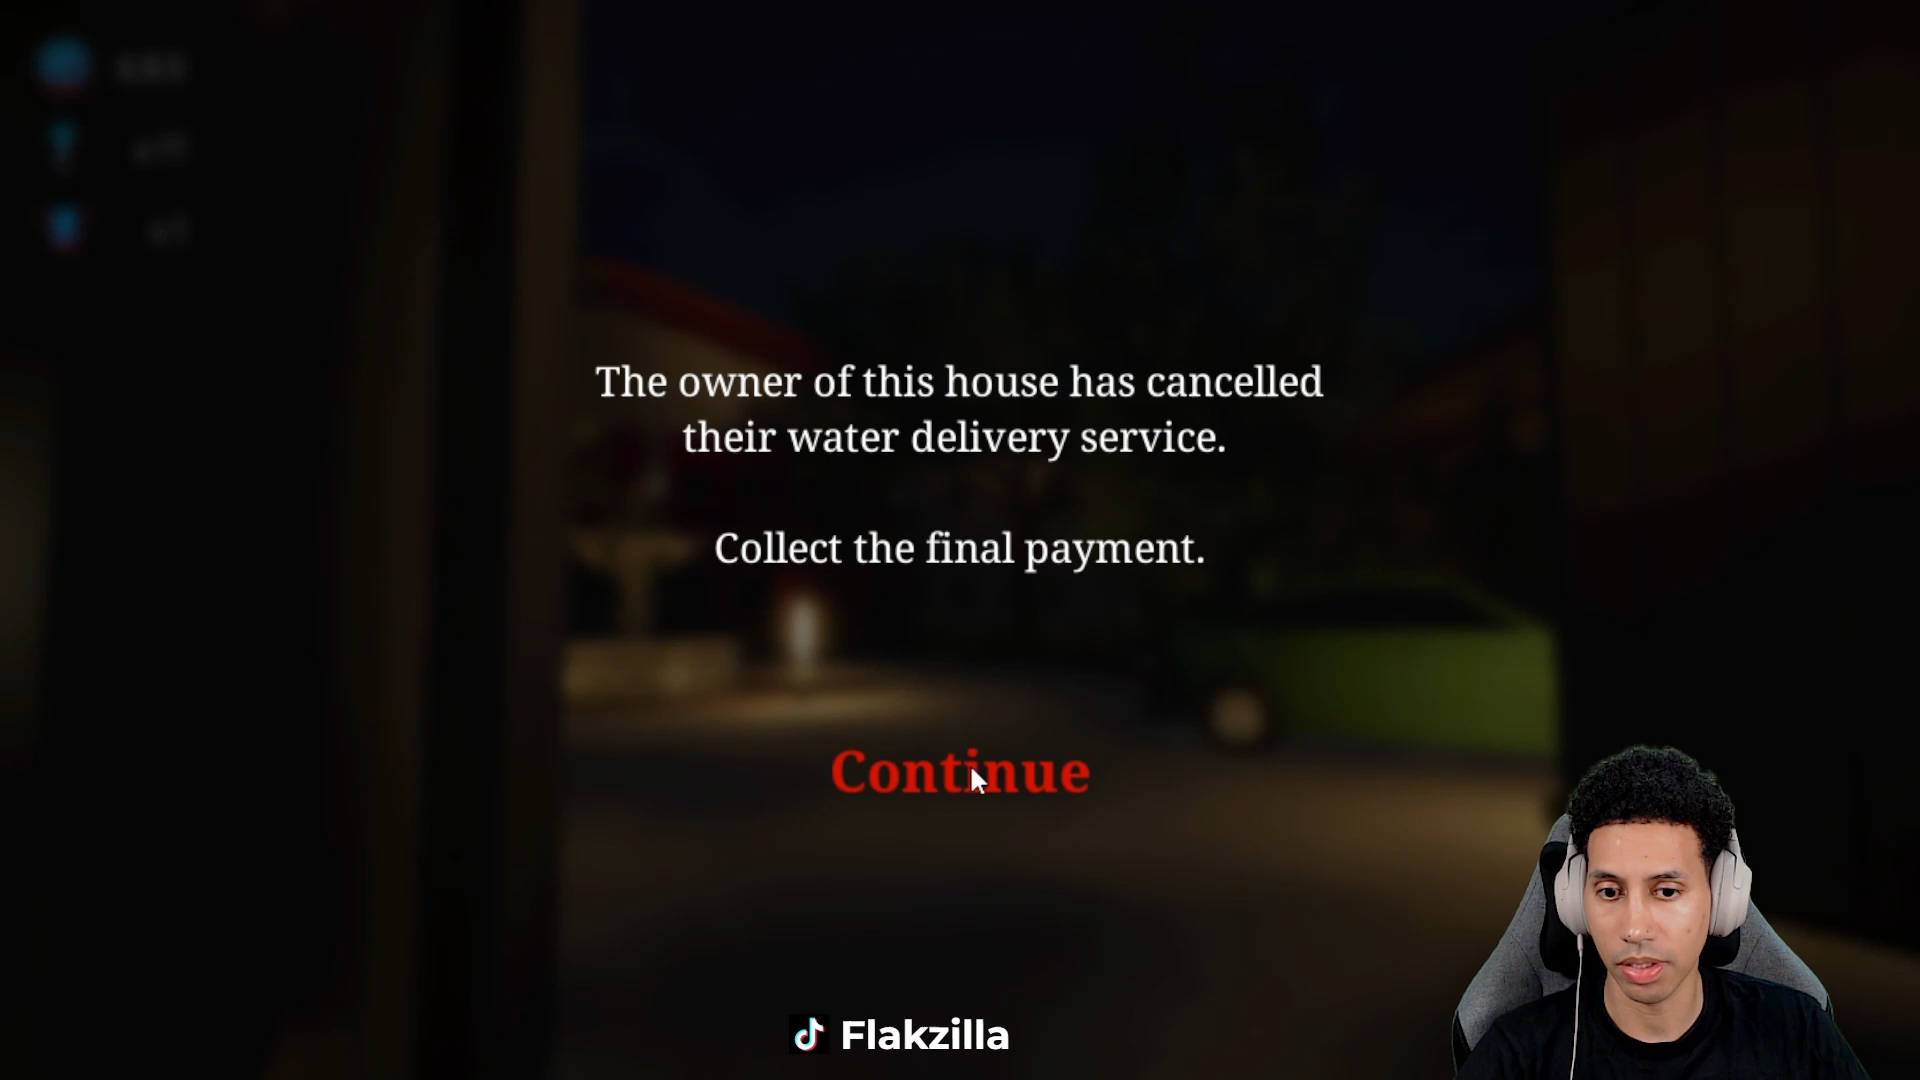 The owner of this house has cancelled
their water delivery service.
Collect the final payment.
Continue
Flakzilla